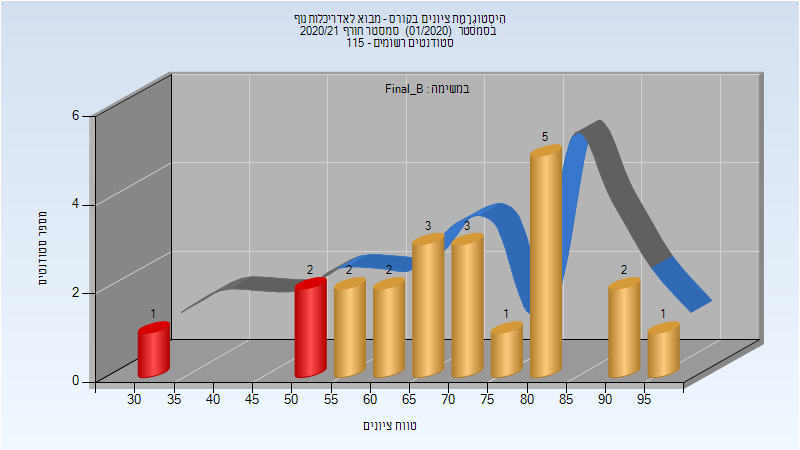 היסטוגרמת ציונים בקורס - מבוא לאדריכלות נוף
בסמסטר (01/2020) סמסטר חורף 2020/21
סטודנטים רשומים - 115
במשימה : Final_B
מספר סטודנטים
6
4
2
0
1
2
2
2
3
3
1
5
2
1
30 35 40 45 50 55 60 65 70 75 80 85 90 95
טווח ציונים